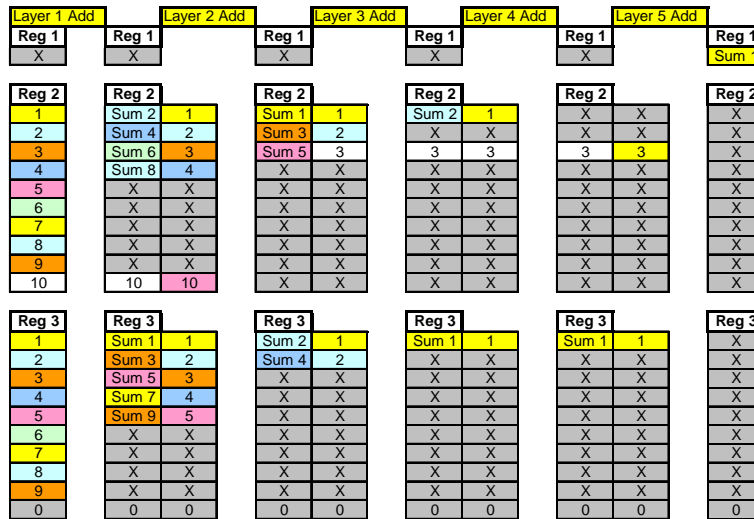 Layer 1 Add Layer 2 Add Layer 3 Add Layer 4 Add Layer 5 Add
Reg 1 Reg 1 Reg 1 Reg 1 Reg 1 Reg 1
X X X X X Sum 1
Reg 2 Reg 2 Reg 2 Reg 2 Reg 2 Reg 2
1 Sum 2 1 Sum 1 1 Sum 2 1 X X X
2 Sum 4 2 Sum 3 2 X X X X X
3 Sum 6 3 Sum 5 3 3 3 3 3 X
4 Sum 8 4 X X X X X X X
5 X X X X X X X X X
6 X X X X X X X X X
7 X X X X X X X X X
8 X X X X X X X X X
9 X X X X X X X X X
10 10 10 X X X X X X X
Reg 3 Reg 3 Reg 3 Reg 3 Reg 3 Reg 3
1 Sum 1 1 Sum 2 1 Sum 1 1 Sum 1 1 X
2 Sum 3 2 Sum 4 2 X X X X X
3 Sum 5 3 X X X X X X X
4 Sum 7 4 X X X X X X X
5 Sum 9 5 X X X X X X X
6 X X X X X X X X X
7 X X X X X X X X X
8 X X X X X X X X X
9 X X X X X X X X X
0 0 0 0 0 0 0 0 0 0